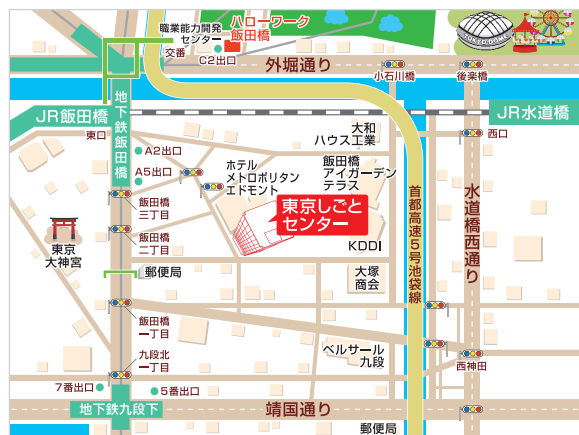 職業能力開発
センター
ハローワーク
飯田橋
交番
C2出口
TOKYO DOME
外堀通り
小石川橋
後楽橋
JR飯田橋
JR水道橋
地下鉄飯田橋
東口
西口
大和
ハウス工業
A2出口
A5出口
ホテル
メトロポリタン
エドモント
飯田橋
アイガーデン
テラス
首都高速5号池袋線
水道橋西通り
飯田橋
三丁目
東京しごと
センター
飯田橋
二丁目
KDDI
東京
大神宮
郵便局
大塚
商会
飯田橋
一丁目
九段北
一丁目
ベルサール
九段
西神田
7番出口
5番出口
地下鉄九段下
靖国通り
郵便局